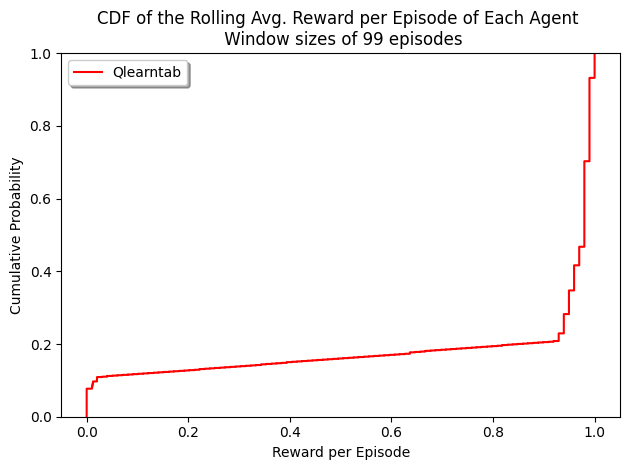 CDF of the Rolling Avg. Reward per Episode of Each Agent
Window sizes of 99 episodes
Qlearntab
1.0
0.8
0.6
0.4
0.2
0.0
Cumulative Probability
0.0 0.2 0.4 0.6 0.8 1.0
Reward per Episode